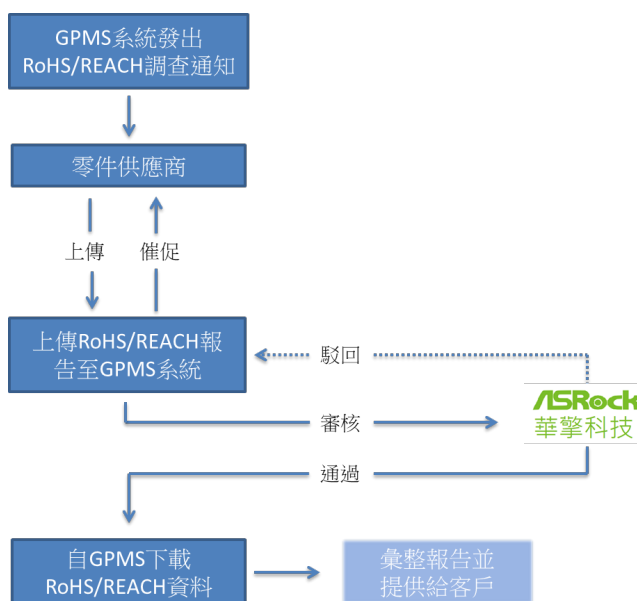 GPMS系統發出
RoHS/REACH調查通知
零件供應商
上傳
催促
上傳RoHS/REACH報
告至GPMS系統
駁回
ASRock
華擎科技
審核
通過
自GPMS下載
RoHS/REACH資料
彙整報告並
提供給客戶